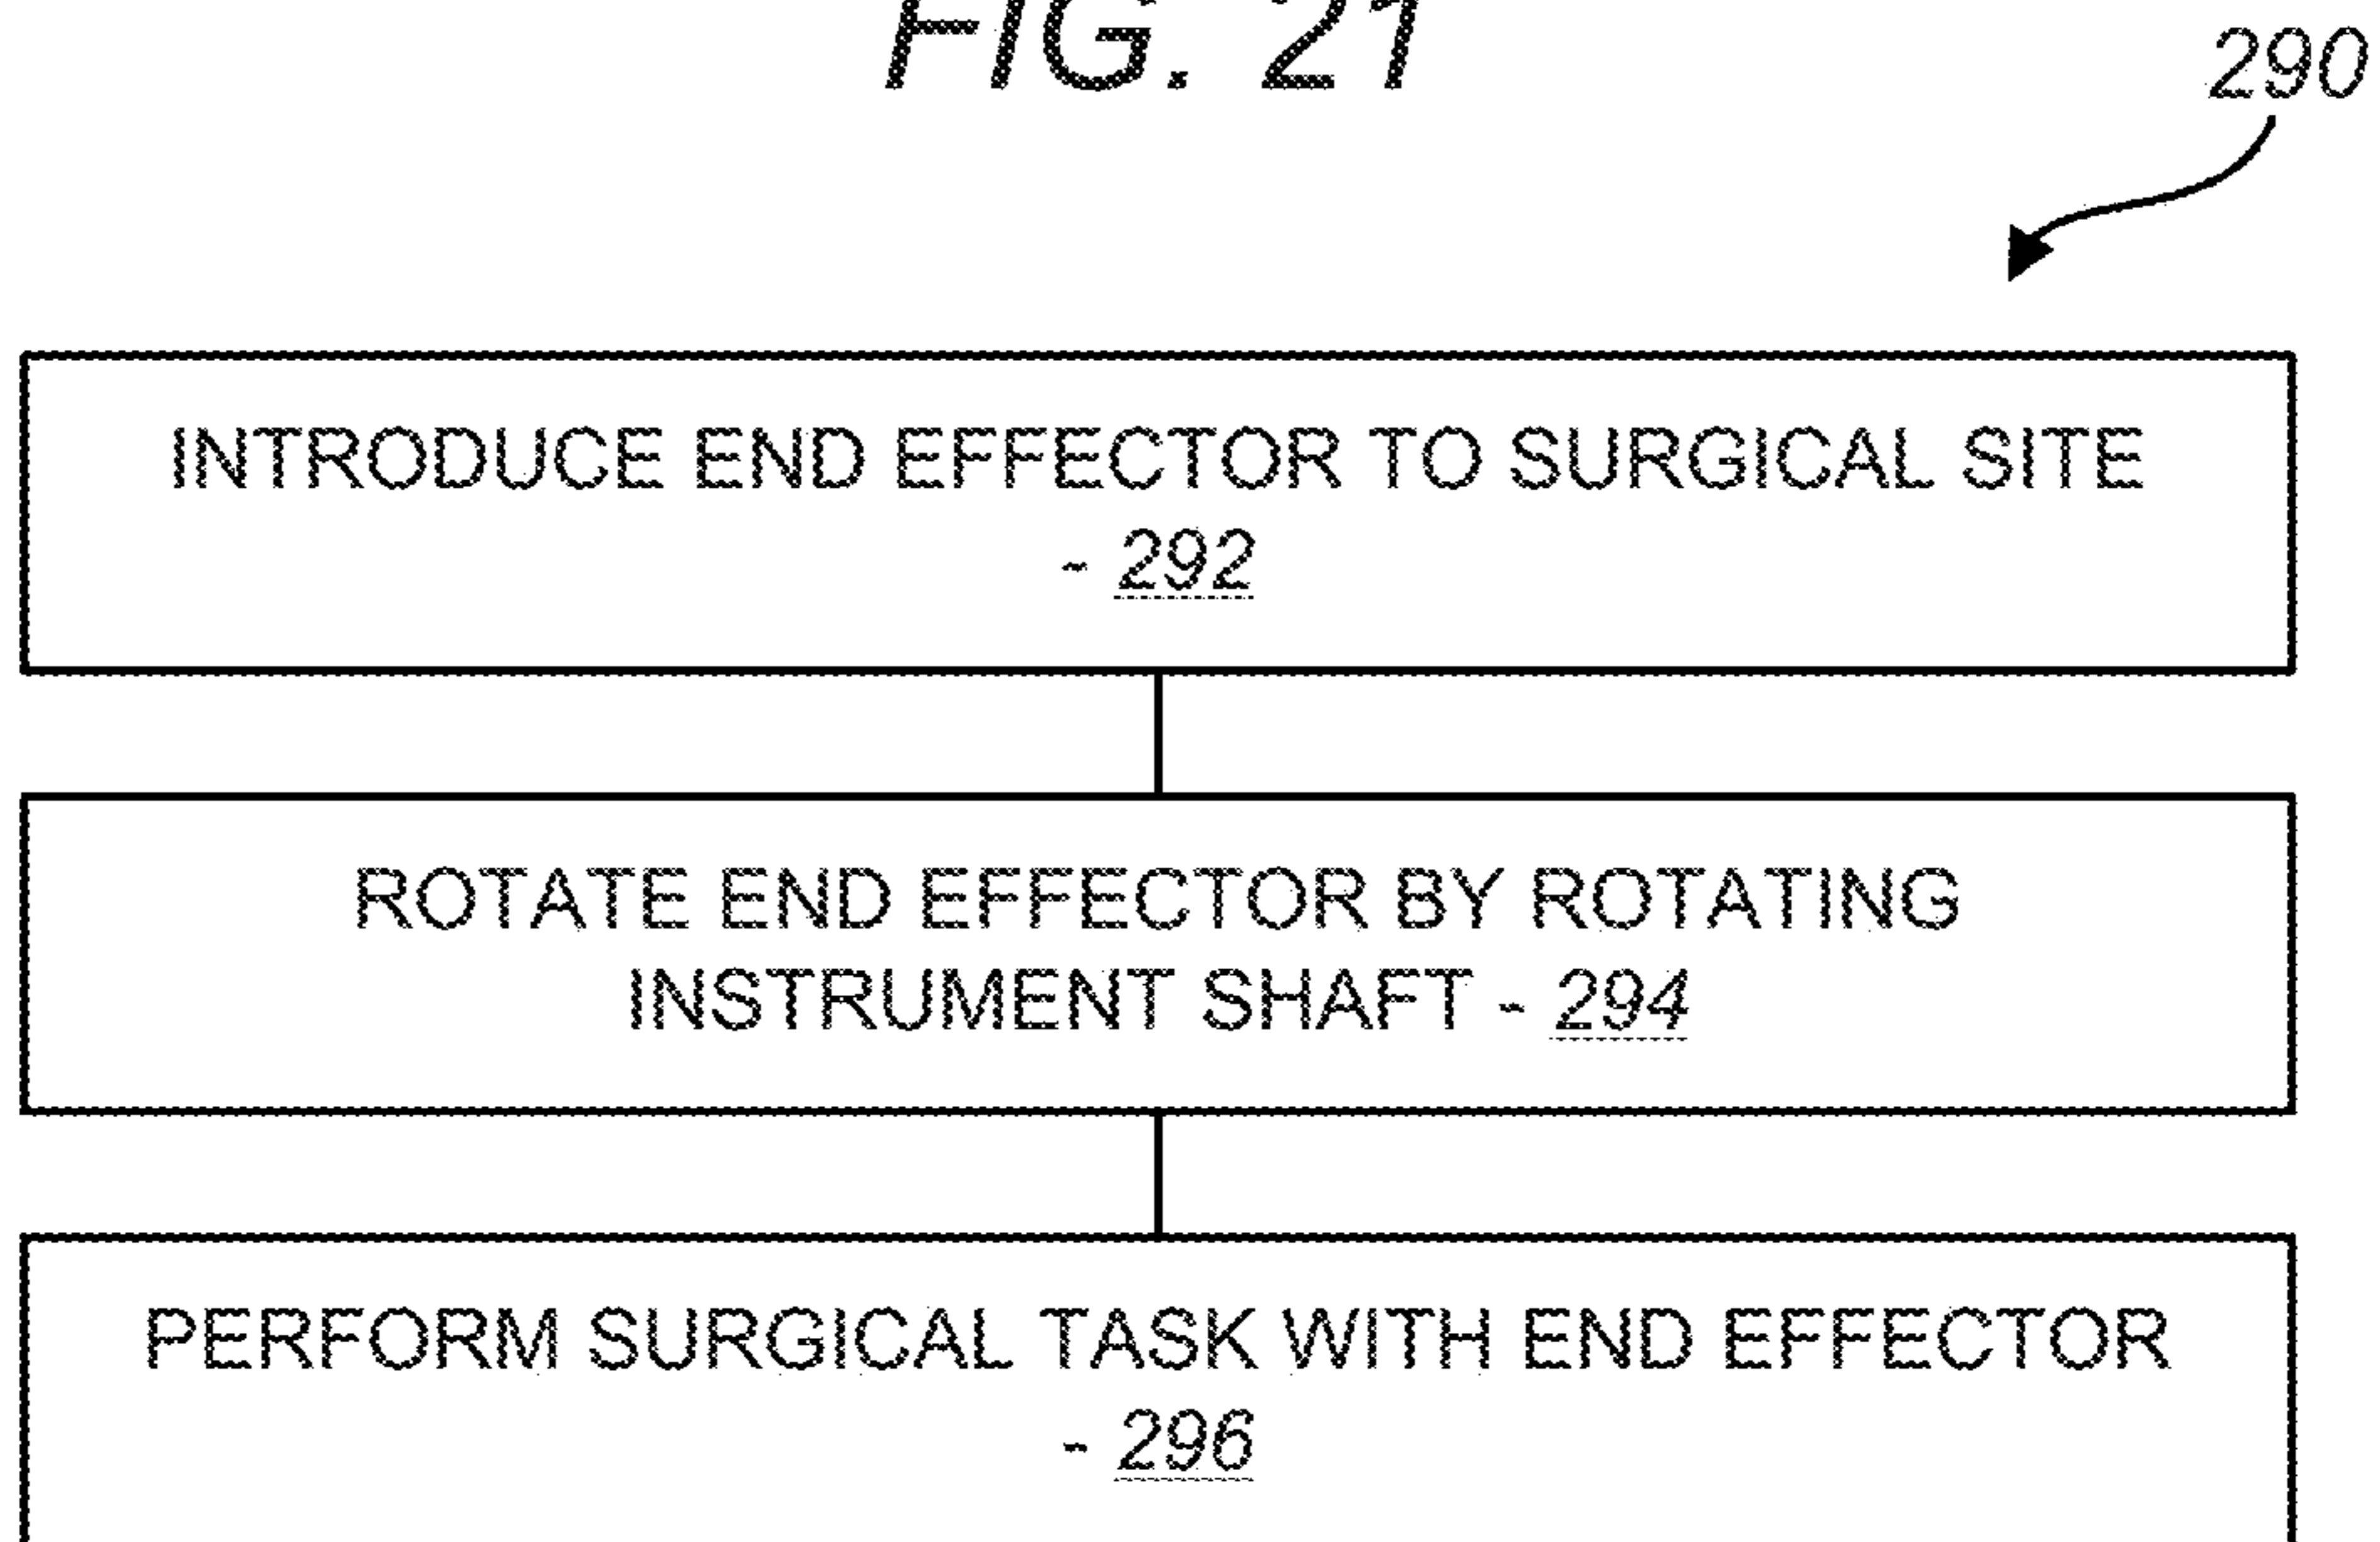 FIG. 21
290
INTRODUCE END EFFECTOR TO SURGICAL SITE
- 292
ROTATE END EFFECTOR BY ROTATING
INSTRUMENT SHAFT - 294
PERFORM SURGICAL TASK WITH END EFFECTOR
- 296